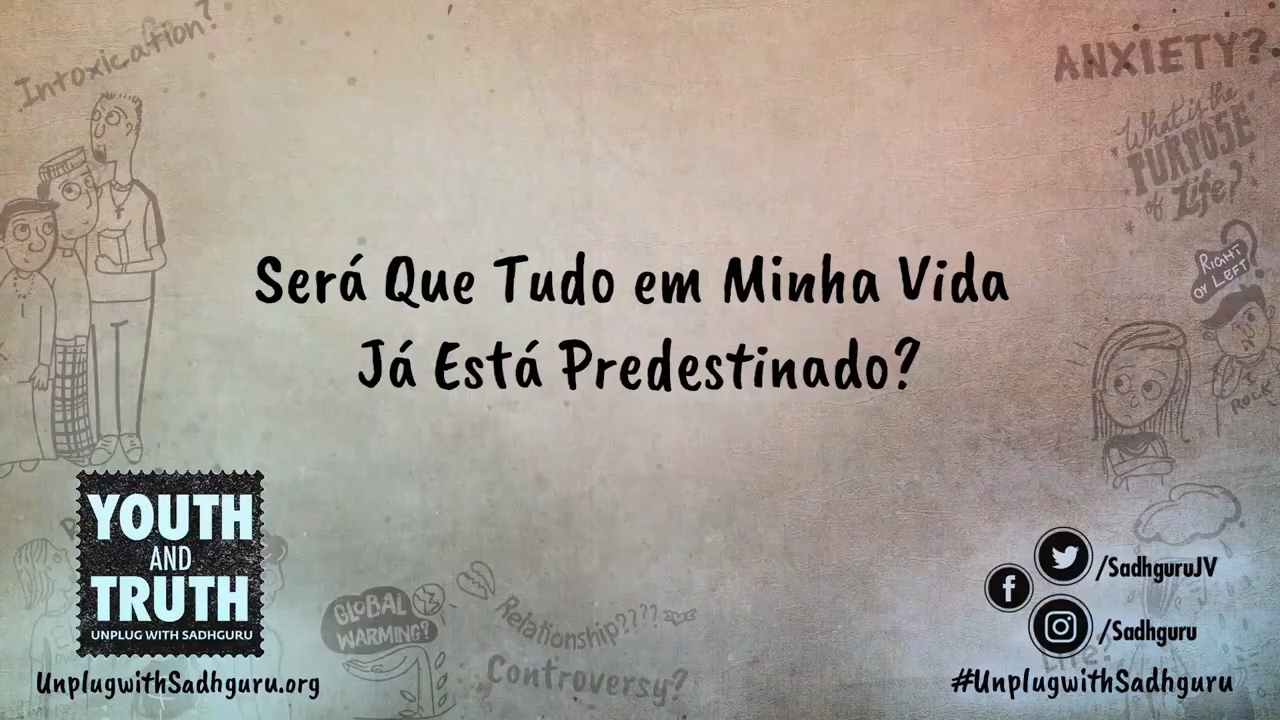 Intoxication?
ANXIETY?
What is the
PURPOSE
of Life?
RIGHT
or LEFT
Será Que Tudo em Minha Vida
Já Está Predestinado?
ROCK
YOUTH
AND
TRUTH
UNPLUG WITH SADHGURU
UnplugwithSadhguru.org
GLOBAL
WARMING?
Relationship????
Controversy?
/SadhguruJV
/Sadhguru
#UnplugwithSadhguru